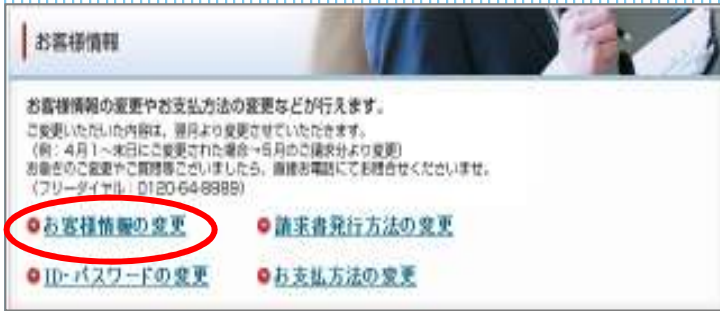 お客様情報
お客様情報の変更やお支払方法の変更などが行えます。
ご変更いただいた内容は、翌月より変更させていただきます。
（例：4月1～末日にご変更された場合→5月のご請求分より変更）
お急ぎのご変更やご質問等ございましたら、直接お電話にてお問合せくださいませ。
（フリーダイヤル：0120-64-8989）
お客様情報の変更 請求書発行方法の変更
ID・パスワードの変更 お支払方法の変更